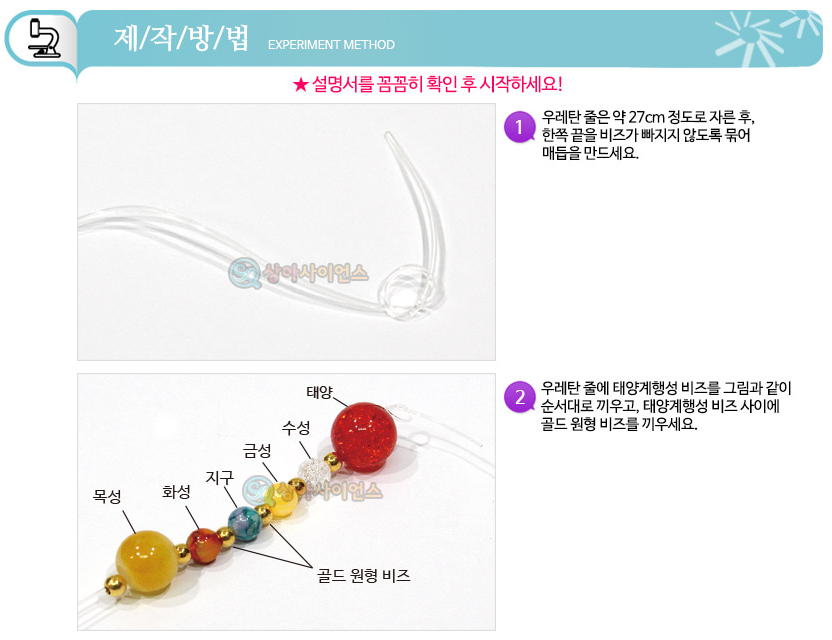 제/작/방/법 EXPERIMENT METHOD
★ 설명서를 꼼꼼히 확인 후 시작하세요!
1 우레탄 줄은 약 27cm 정도로 자른 후,
한쪽 끝을 비즈가 빠지지 않도록 묶어
매듭을 만드세요.
상아사이언스
2 우레탄 줄에 태양계행성 비즈를 그림과 같이
순서대로 끼우고, 태양계행성 비즈 사이에
골드 원형 비즈를 끼우세요.
태양
수성
금성
지구
화성
목성
상아사이언스
골드 원형 비즈